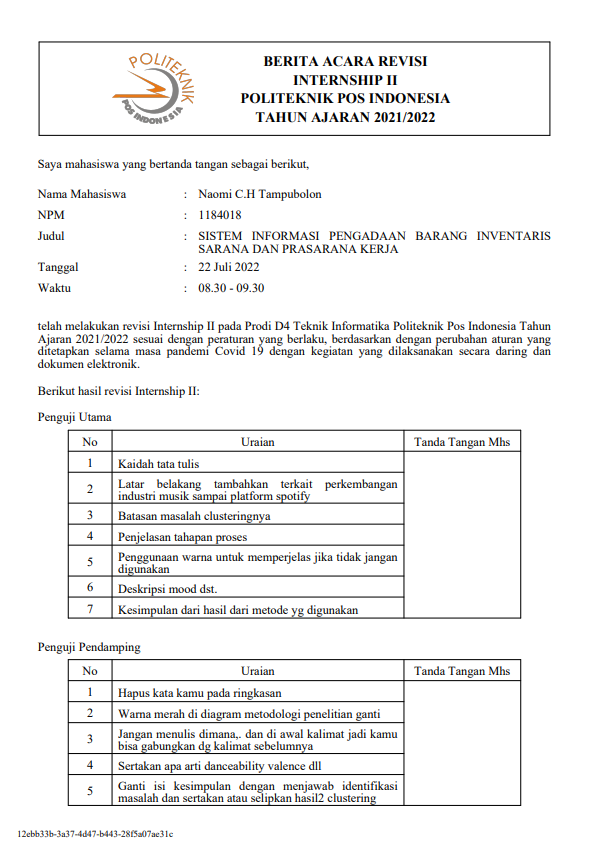 POLITEKNIK
POS INDONESIA
BERITA ACARA REVISI
INTERNSHIP II
POLITEKNIK POS INDONESIA
TAHUN AJARAN 2021/2022
Saya mahasiswa yang bertanda tangan sebagai berikut,
Nama Mahasiswa : Naomi C.H Tampubolon
NPM : 1184018
Judul : SISTEM INFORMASI PENGADAAN BARANG INVENTARIS
SARANA DAN PRASARANA KERJA
Tanggal : 22 Juli 2022
Waktu : 08.30 - 09.30
telah melakukan revisi Internship II pada Prodi D4 Teknik Informatika Politeknik Pos Indonesia Tahun
Ajaran 2021/2022 sesuai dengan peraturan yang berlaku, berdasarkan dengan perubahan aturan yang
ditetapkan selama masa pandemi Covid 19 dengan kegiatan yang dilaksanakan secara daring dan
dokumen elektronik.
Berikut hasil revisi Internship II:
Penguji Utama
No Uraian Tanda Tangan Mhs
1 Kaidah tata tulis
2 Latar belakang tambahkan terkait perkembangan
industri musik sampai platform spotify
3 Batasan masalah clusteringnya
4 Penjelasan tahapan proses
5 Penggunaan warna untuk memperjelas jika tidak jangan
digunakan
6 Deskripsi mood dst.
7 Kesimpulan dari hasil dari metode yg digunakan
Penguji Pendamping
No Uraian Tanda Tangan Mhs
1 Hapus kata kamu pada ringkasan
2 Warna merah di diagram metodologi penelitian ganti
3 Jangan menulis dimana,. dan di awal kalimat jadi kamu
bisa gabungkan dg kalimat sebelumnya
4 Sertakan apa arti danceability valence dll
5 Ganti isi kesimpulan dengan menjawab identifikasi
masalah dan sertakan atau selipkan hasil2 clustering
12ebb33b-3a37-4d47-b443-28f5a07ae31c